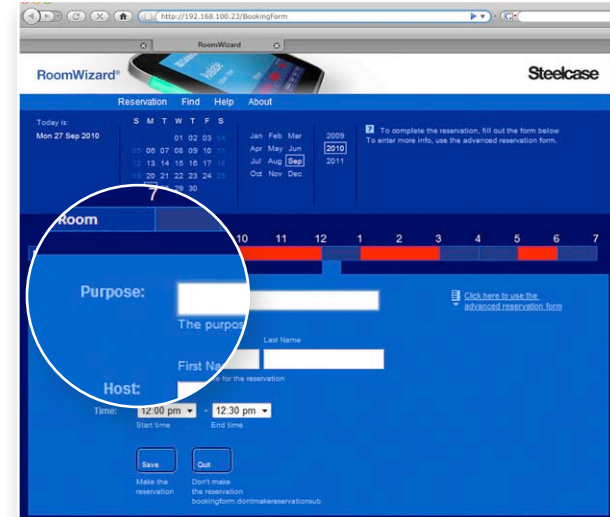 http://192.168.100.23/BookingForm
RoomWizard
RoomWizard®
Steelcase
Reservation Find Help About
Today is:
Mon 27 Sep 2010
S M T W T F S
01 02 03 04
05 06 07 08 09 10 11
12 13 14 15 16 17 18
19 20 21 22 23 24 25
7 29 30
Jan Feb Mar
Apr May Jun
Jul Aug Sep
Oct Nov Dec
2009
2010
2011
? To complete the reservation, fill out the form below.
To enter more info, use the advanced reservation form.
Room
10 11 12 1 2 3 4 5 6 7
Purpose:
The purpos
Click here to use the
advanced reservation form
Last Name
First Na
for the reservation
Host:
Time: 12:00 pm - 12:30 pm
Start time End time
Save Quit
Make the
reservation
Don't make
the reservation
bookingform.dontmakereservationsub